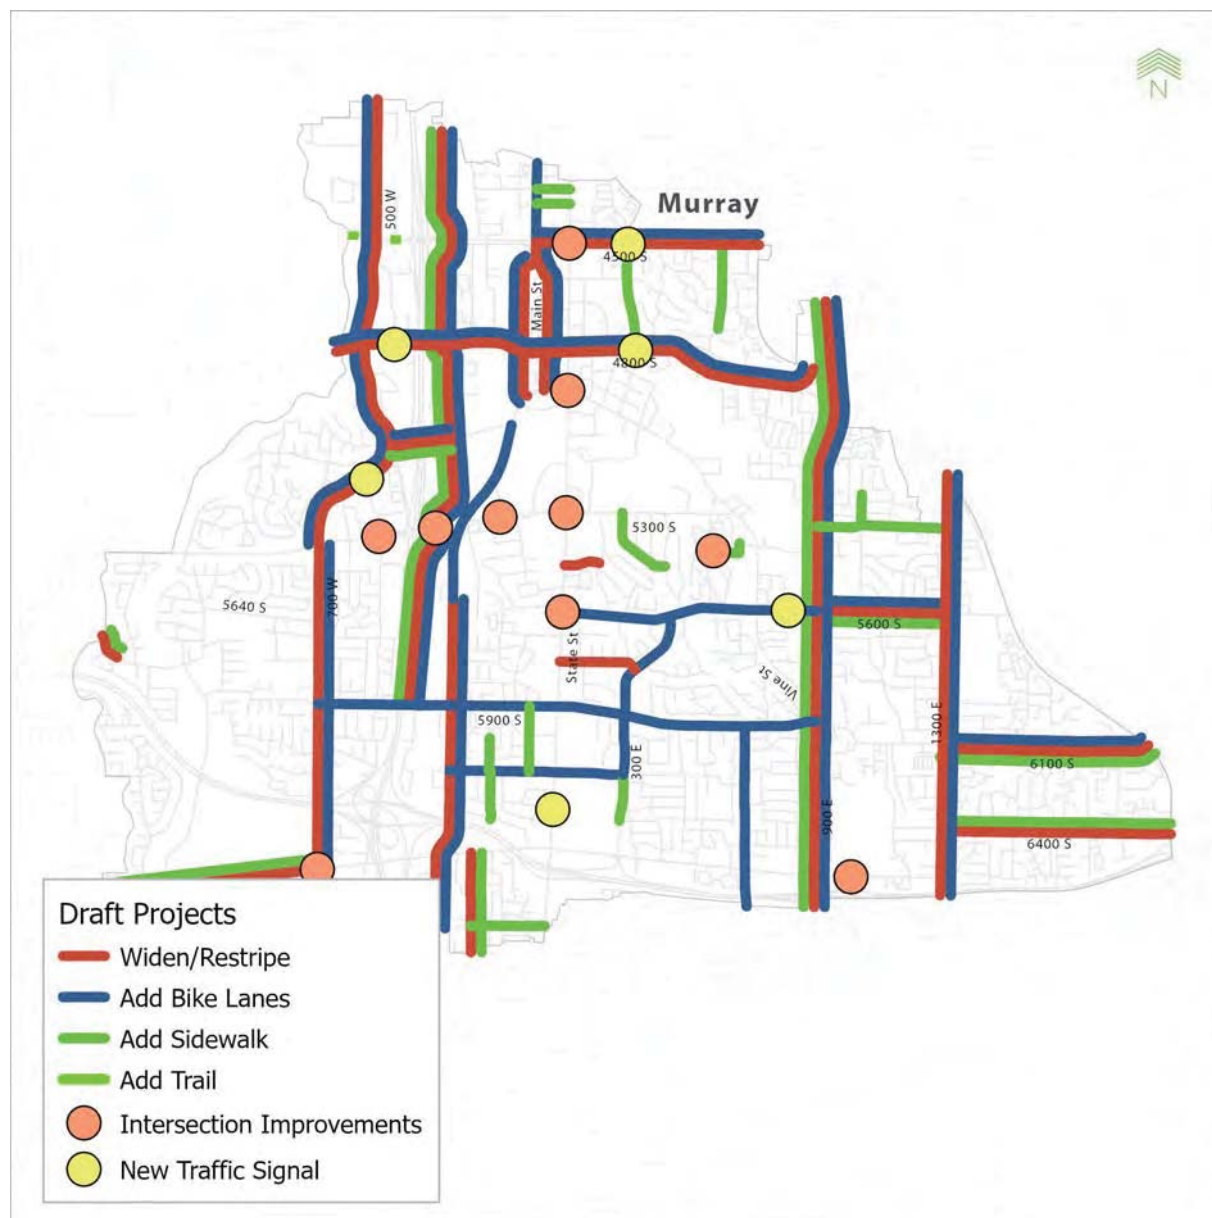 N
Murray
500 W
4500 S
Main St
4800 S
5300 S
5640 S
700 W
5600 S
State St
Vine St
5900 S
1300 E
300 E
6100 S
900 E
6400 S
Draft Projects
Widen/Restripe
Add Bike Lanes
Add Sidewalk
Add Trail
Intersection Improvements
New Traffic Signal